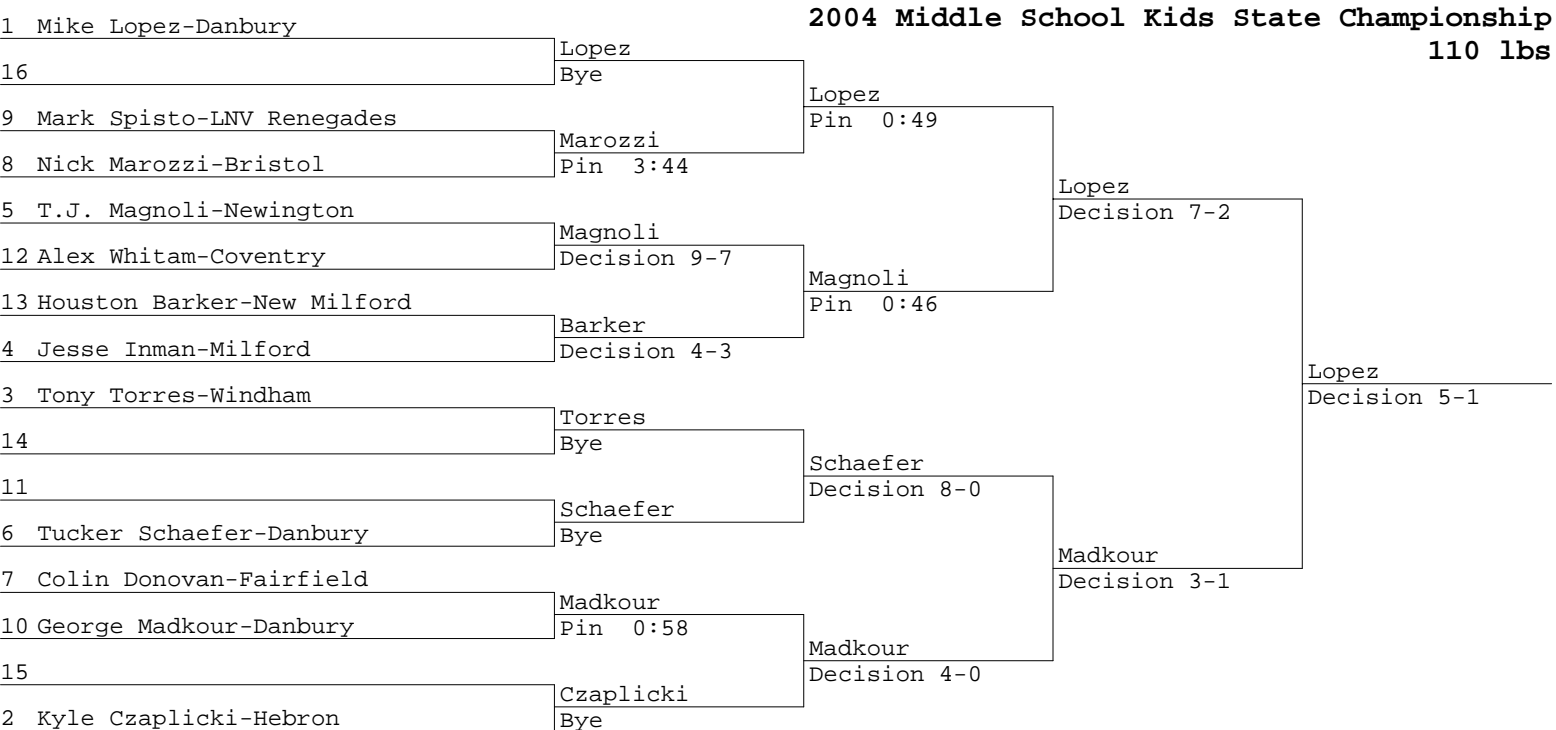 2004 Middle School Kids State Championship
110 lbs
1 Mike Lopez-Danbury
16
9 Mark Spisto-LNV Renegades
8 Nick Marozzi-Bristol
5 T.J. Magnoli-Newington
12 Alex Whitam-Coventry
13 Houston Barker-New Milford
4 Jesse Inman-Milford
3 Tony Torres-Windham
14
11
6 Tucker Schaefer-Danbury
7 Colin Donovan-Fairfield
10 George Madkour-Danbury
15
2 Kyle Czaplicki-Hebron
Lopez
Bye
Marozzi
Pin 3:44
Magnoli
Decision 9-7
Barker
Decision 4-3
Torres
Bye
Schaefer
Bye
Madkour
Pin 0:58
Czaplicki
Bye
Lopez
Pin 0:49
Magnoli
Pin 0:46
Schaefer
Decision 8-0
Madkour
Decision 4-0
Lopez
Decision 7-2
Madkour
Decision 3-1
Lopez
Decision 5-1